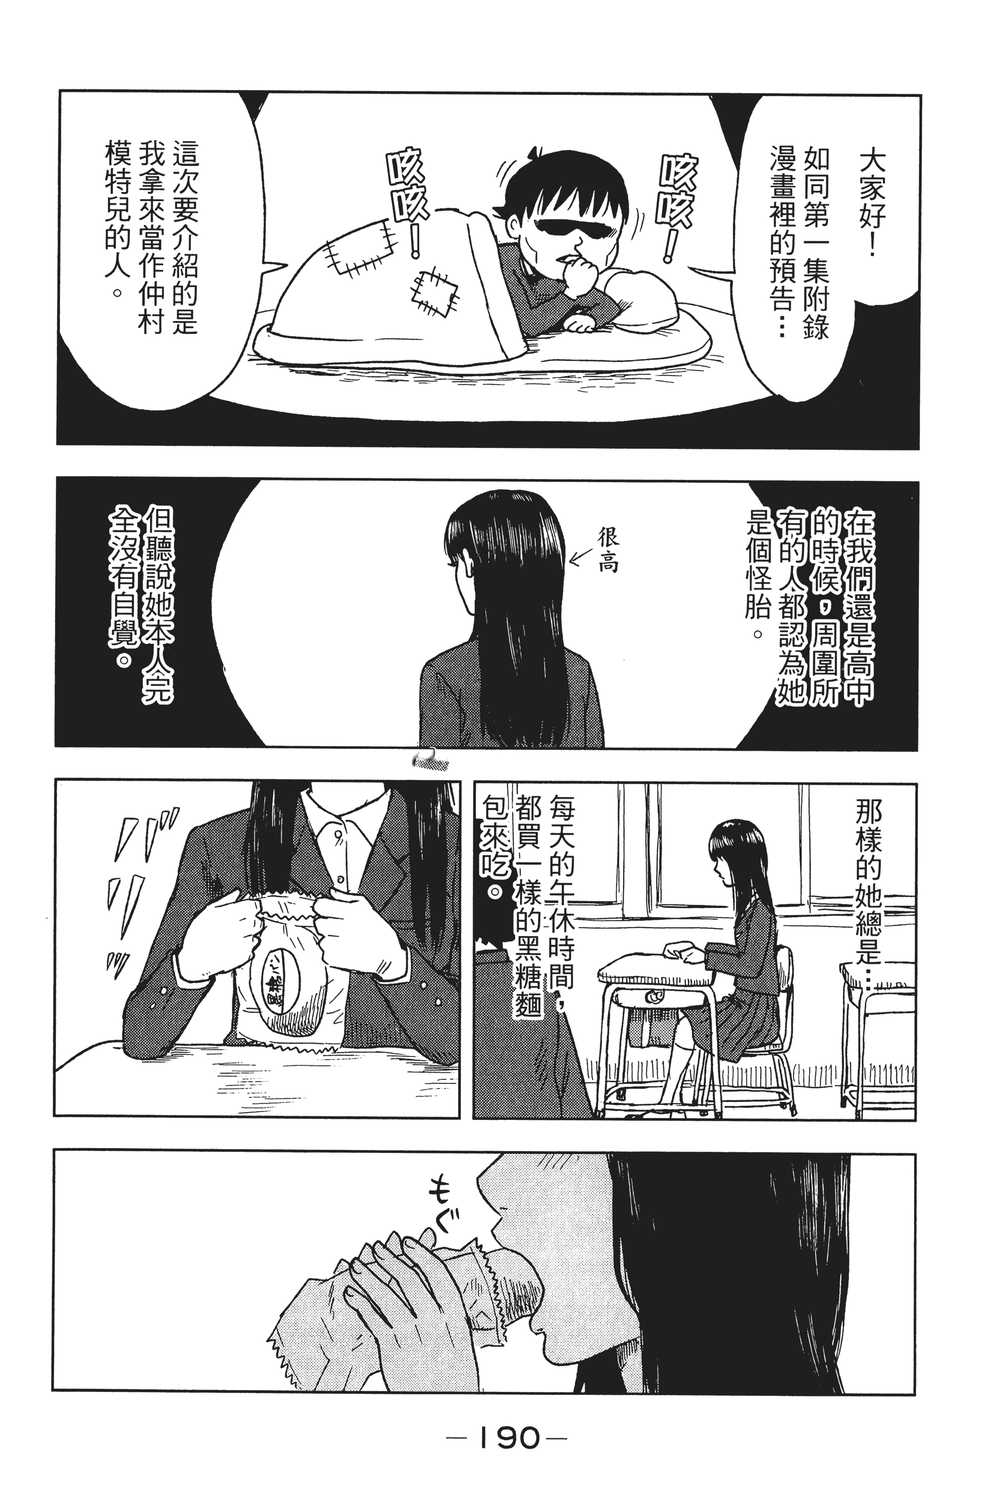 大家好！
如同第一集附錄
漫畫裡的預告…
咳咳！
咳咳！
這次要介紹的是
我拿來當作仲村
模特兒的人。
在我們還是高中
的時候，周圍所
有的人都認為她
是個怪胎。
很高
但聽說她本人完
全沒有自覺。
那樣的她總是…
每天的午休時間，
都買一樣的黑糖麵
包來吃。
黒糖パン
もぐ
190